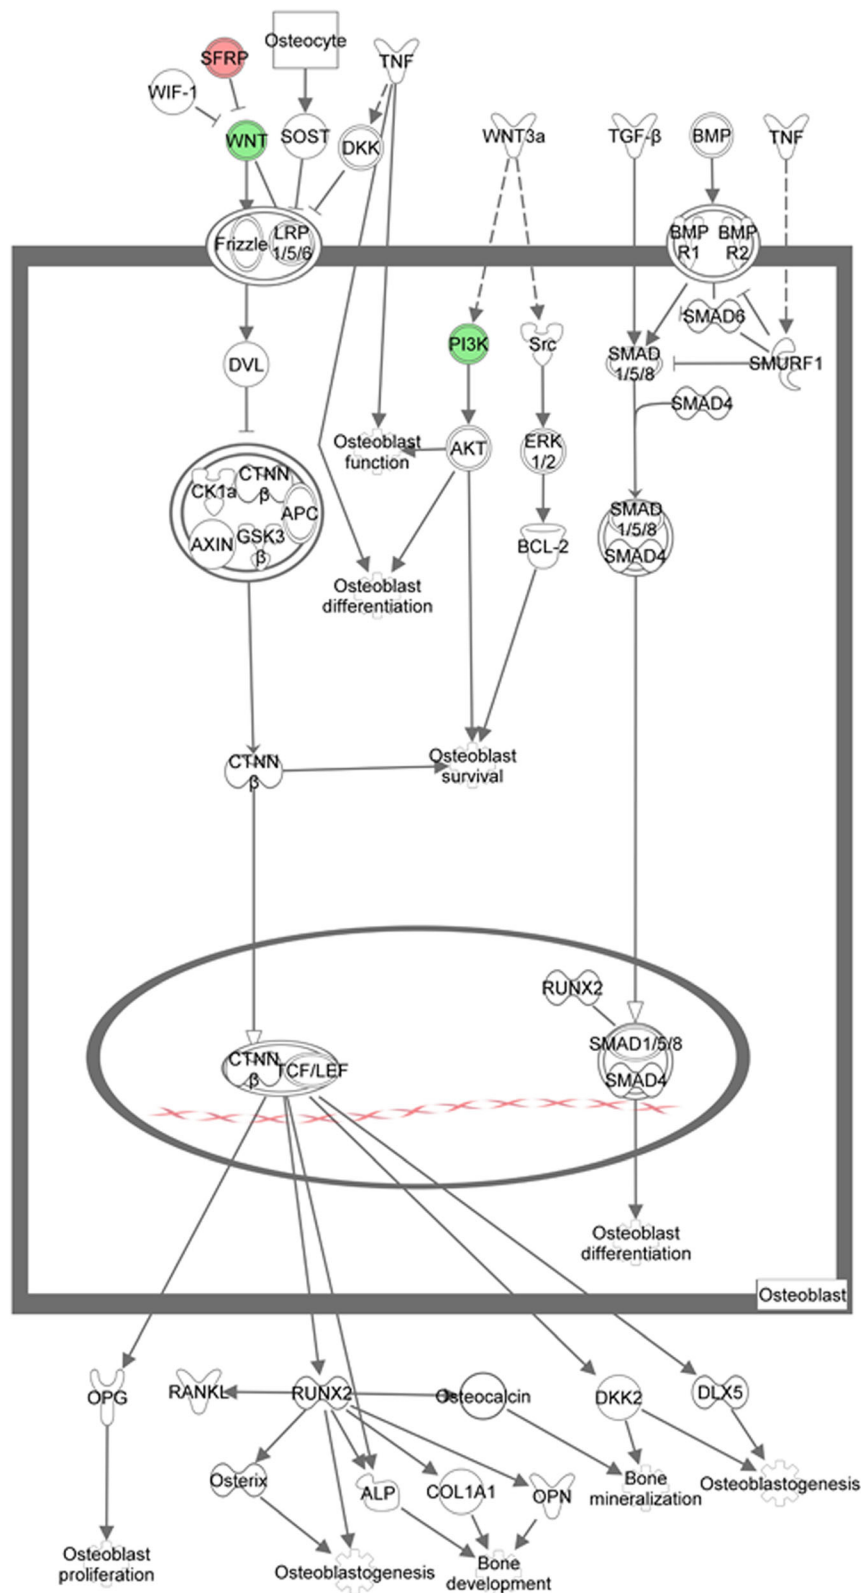 Osteocyte
SFRP
TNF
WIF-1
WNT
SOST
DKK
WNT3a
TGF-β
BMP
TNF
Frizzle
LRP
1/5/6
BMP
R1
BMP
R2
SMAD6
PI3K
Src
SMAD
1/5/8
SMURF1
DVL
SMAD4
Osteoblast
function
AKT
ERK
1/2
CK1a
CTNN
β
APC
AXIN
GSK3
β
BCL-2
SMAD
1/5/8
SMAD4
Osteoblast
differentiation
CTNN
β
Osteoblast
survival
RUNX2
CTNN
β
TCF/LEF
SMAD1/5/8
SMAD4
Osteoblast
differentiation
Osteoblast
OPG
RANKL
RUNX2
Osteocalcin
DKK2
DLX5
Osterix
ALP
COL1A1
OPN
Bone
mineralization
Osteoblastogenesis
Osteoblast
proliferation
Osteoblastogenesis
Bone
development